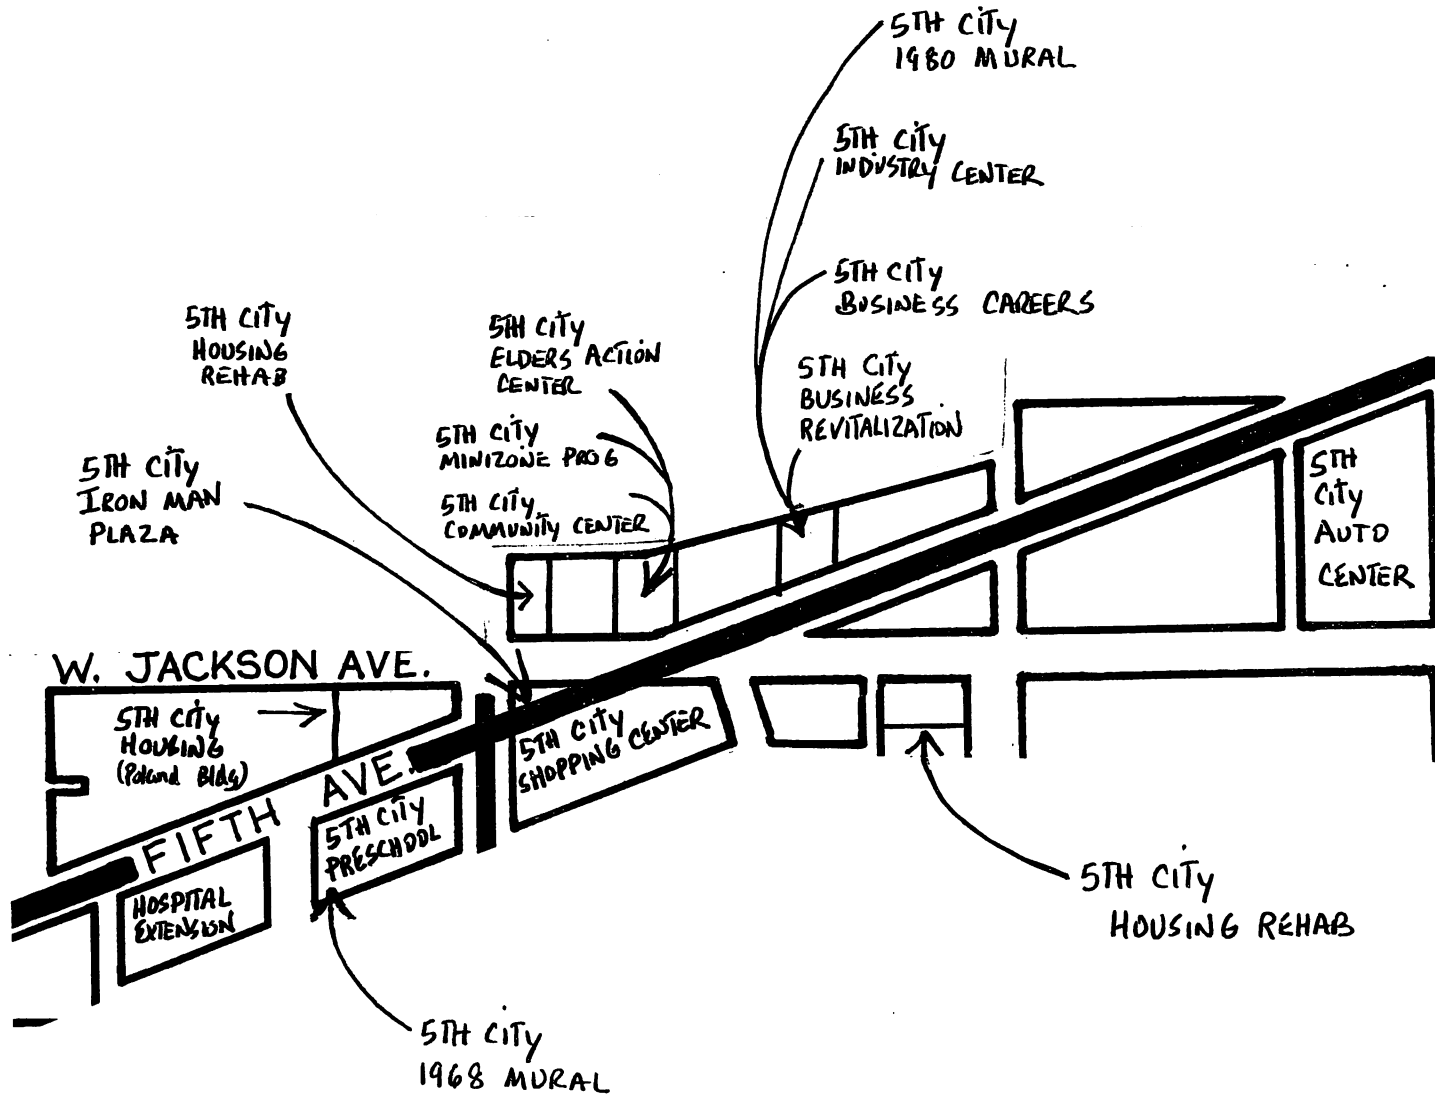 5TH CITY
1980 MURAL
5TH CITY
INDUSTRY CENTER
5TH CITY
BUSINESS CAREERS
5TH CITY
HOUSING
REHAB
5TH CITY
ELDERS ACTION
CENTER
5TH CITY
BUSINESS
REVITALIZATION
5TH CITY
MINIZONE PROG
5TH CITY
COMMUNITY CENTER
5TH CITY
IRON MAN
PLAZA
5TH
CITY
AUTO
CENTER
W. JACKSON AVE.
5TH CITY
HOUSING
(Poland Bldg)
5TH CITY
SHOPPING CENTER
FIFTH AVE.
5TH CITY
PRESCHOOL
HOSPITAL
EXTENSION
5TH CITY
HOUSING REHAB
5TH CITY
1968 MURAL